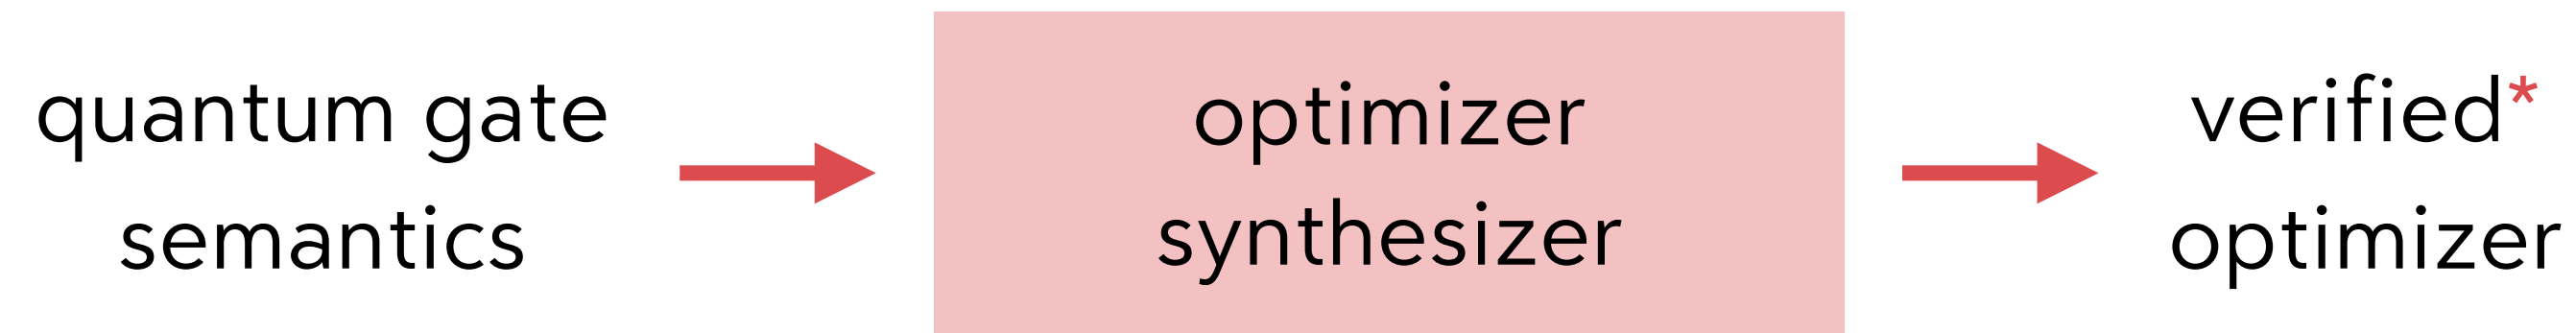 quantum gate
semantics
optimizer
synthesizer
verified*
optimizer